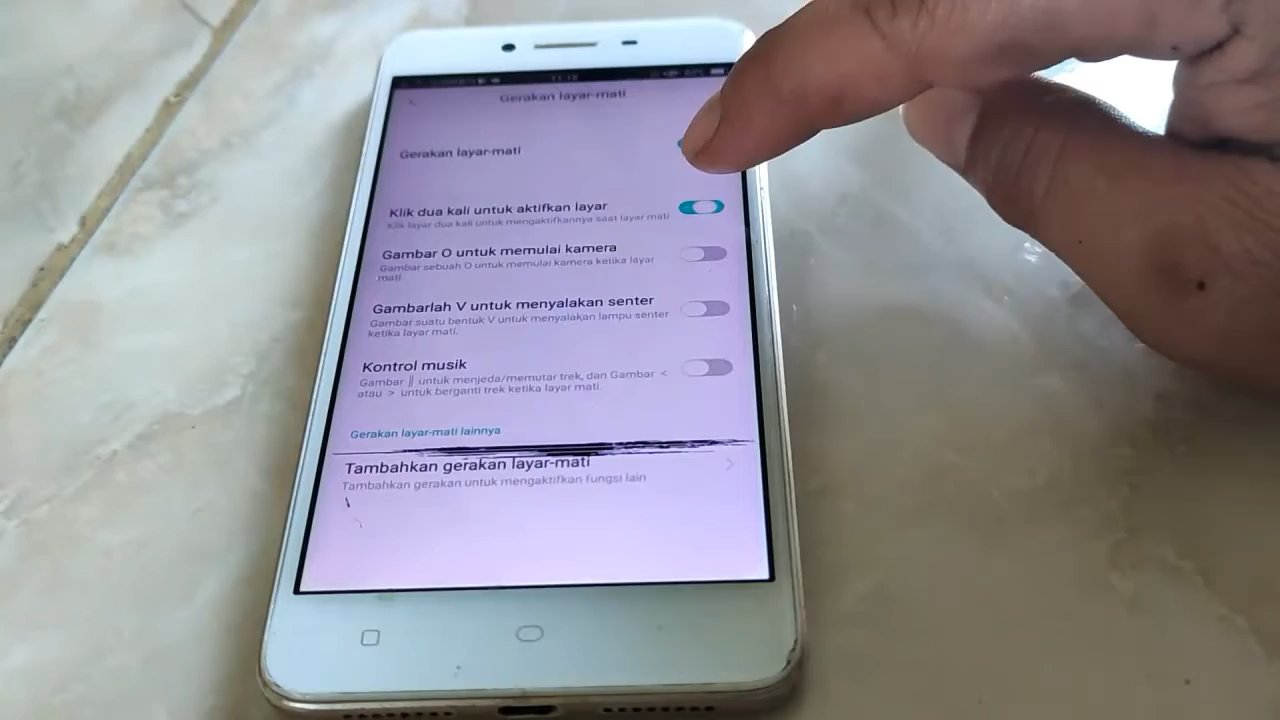 Gerakan layar-mati
Gerakan layar-mati
Klik dua kali untuk aktifkan layar
Klik layar dua kali untuk mengaktifkannya saat layar mati
Gambar O untuk memulai kamera
Gambar sebuah O untuk memulai kamera ketika layar
mati
Gambarlah V untuk menyalakan senter
Gambar suatu bentuk V untuk menyalakan lampu senter
ketika layar mati.
Kontrol musik
Gambar || untuk menjeda/memutar trek, dan Gambar <
atau > untuk berganti trek ketika layar mati.
Gerakan layar-mati lainnya
Tambahkan gerakan layar-mati
Tambahkan gerakan untuk mengaktifkan fungsi lain